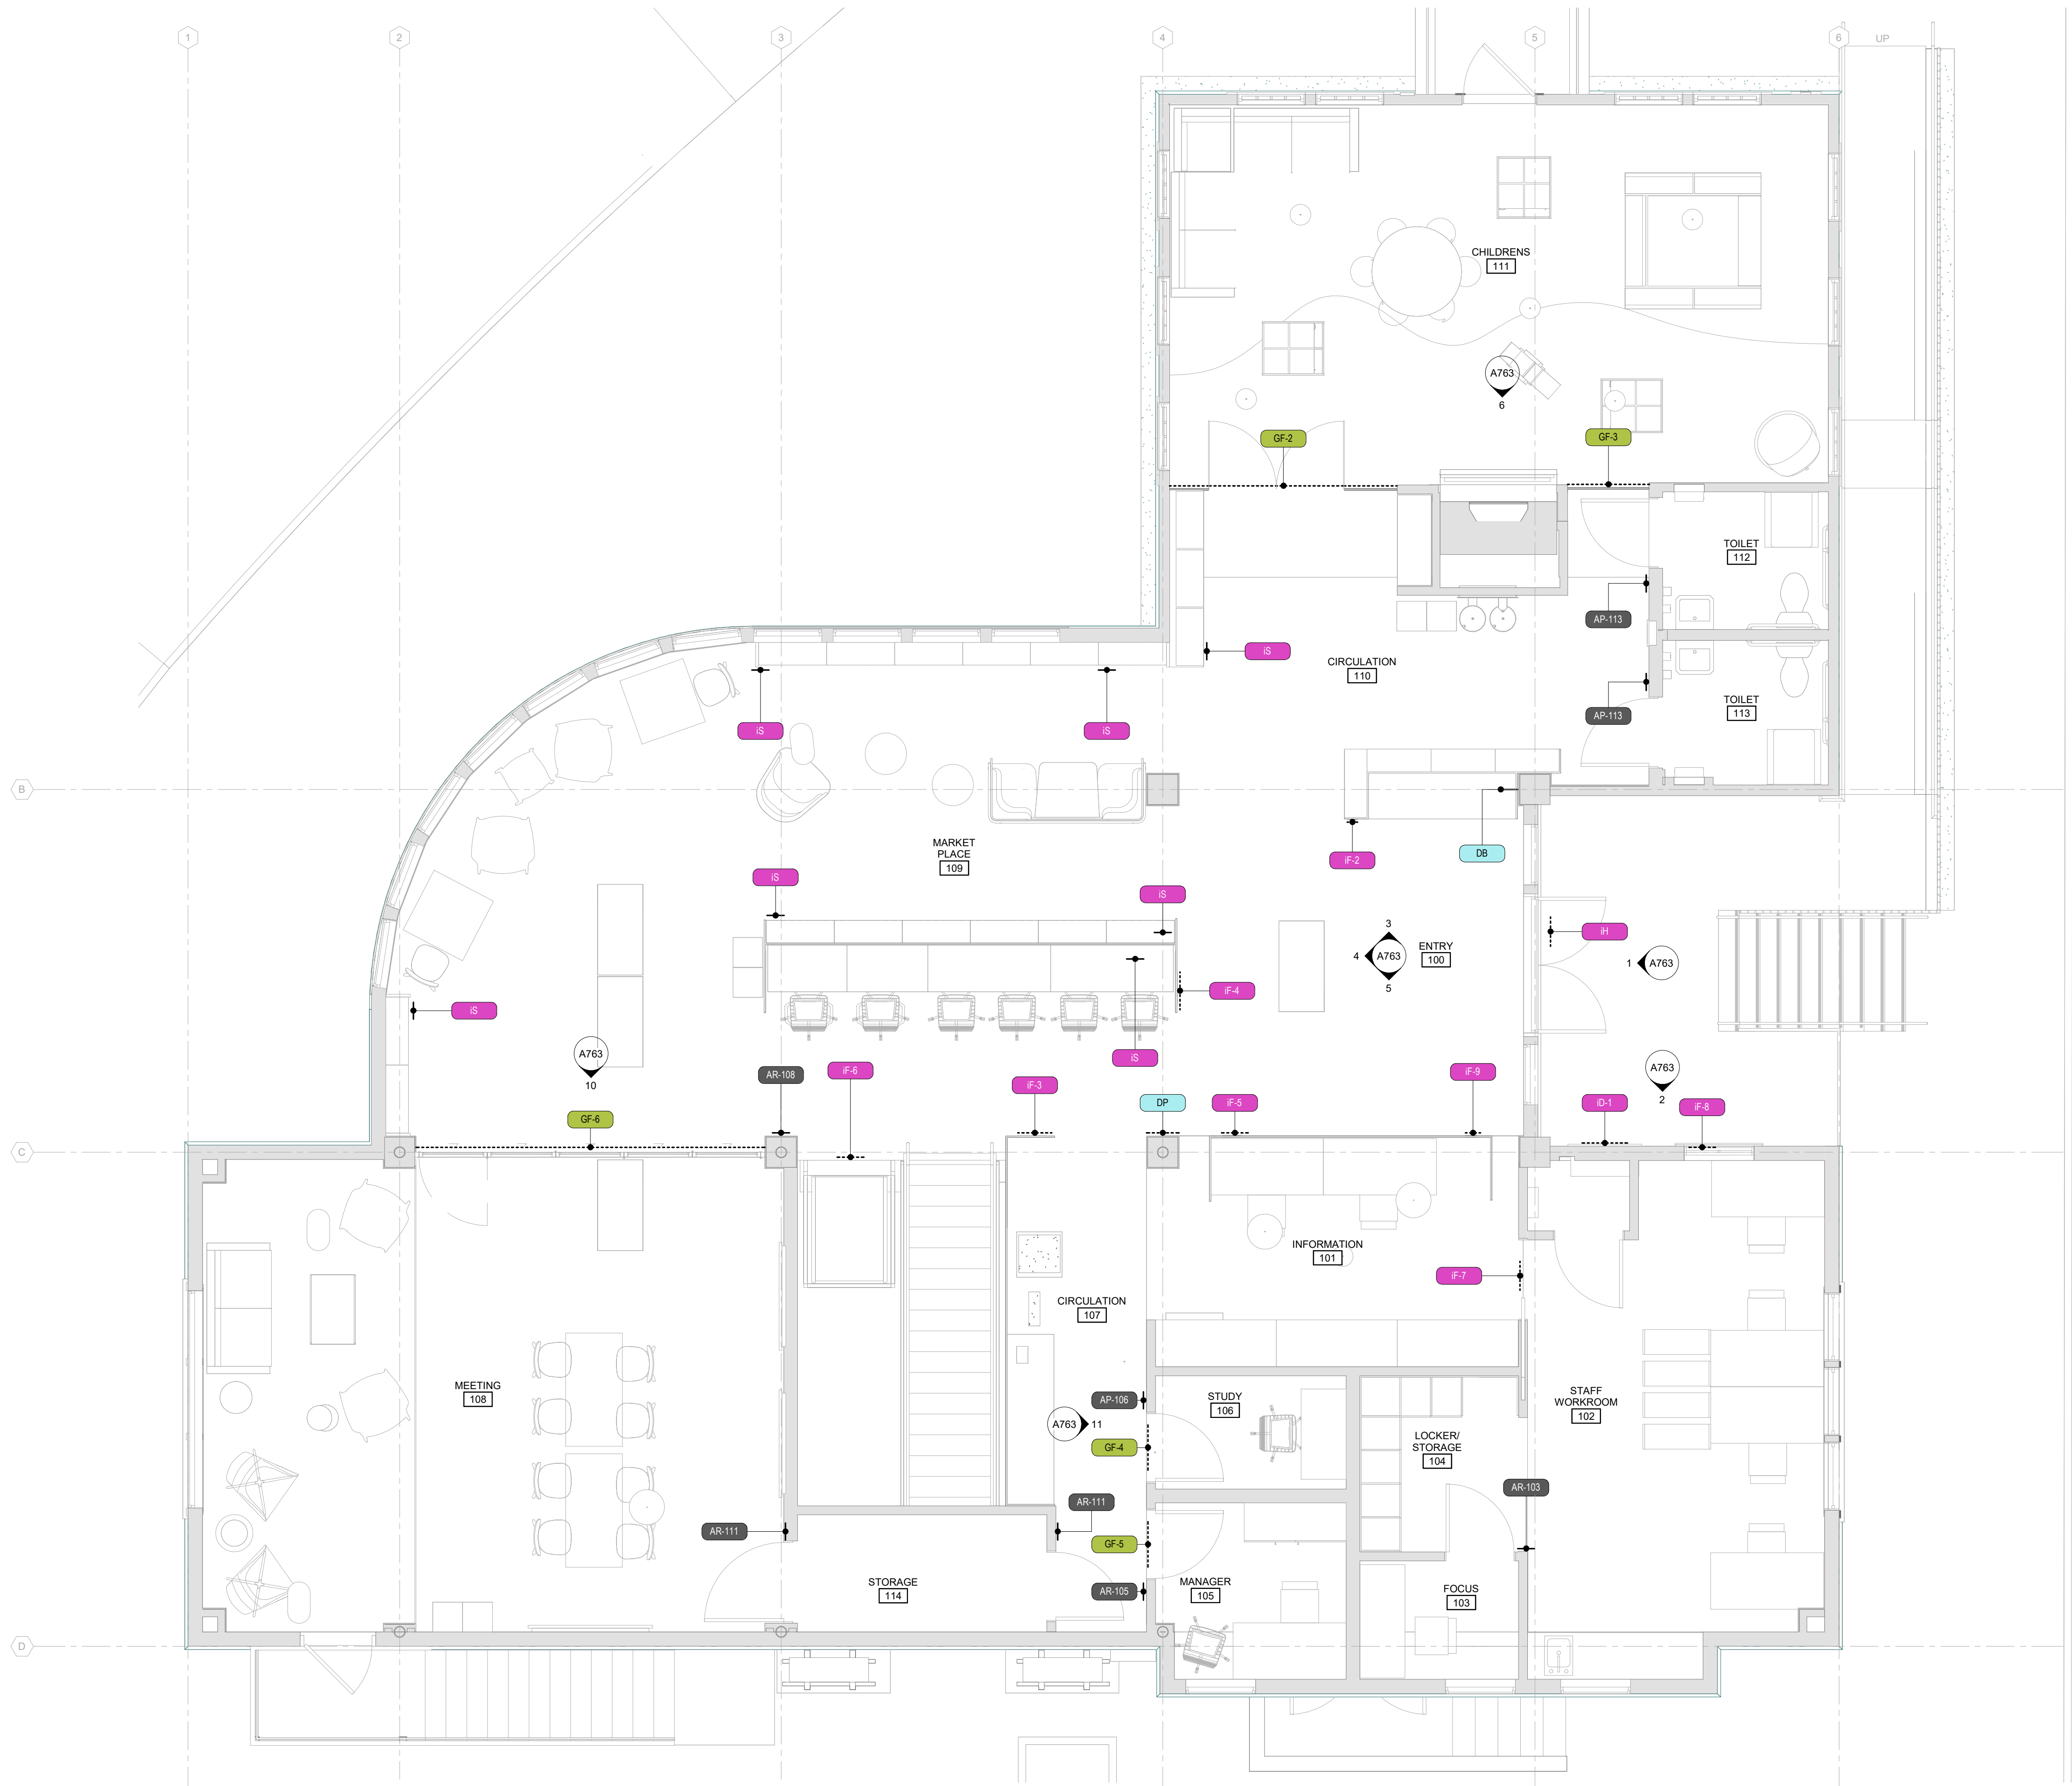 1
2
3
4
5
6
UP
CHILDRENS
111
A763
6
GF-2
GF-3
TOILET
112
AP-113
iS
CIRCULATION
110
AP-113
TOILET
113
iS
iS
B
MARKET
PLACE
109
iF-2
DB
iS
iS
3
4
A763
5
ENTRY
100
iH
1
A763
iF-4
iS
A763
10
iS
AR-108
iF-6
iF-3
iF-9
A763
2
GF-6
DP
iF-5
iD-1
iF-8
C
INFORMATION
101
iF-7
CIRCULATION
107
MEETING
108
AP-106
STUDY
106
STAFF
WORKROOM
102
A763
11
GF-4
LOCKER/
STORAGE
104
AR-103
AR-111
AR-111
GF-5
STORAGE
114
AR-105
MANAGER
105
FOCUS
103
D